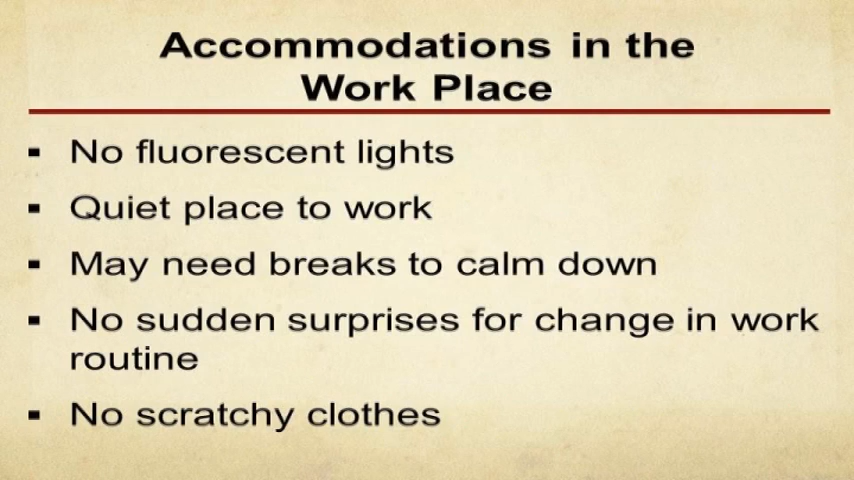 Accommodations in the
Work Place
▪ No fluorescent lights
▪ Quiet place to work
▪ May need breaks to calm down
▪ No sudden surprises for change in work
routine
▪ No scratchy clothes